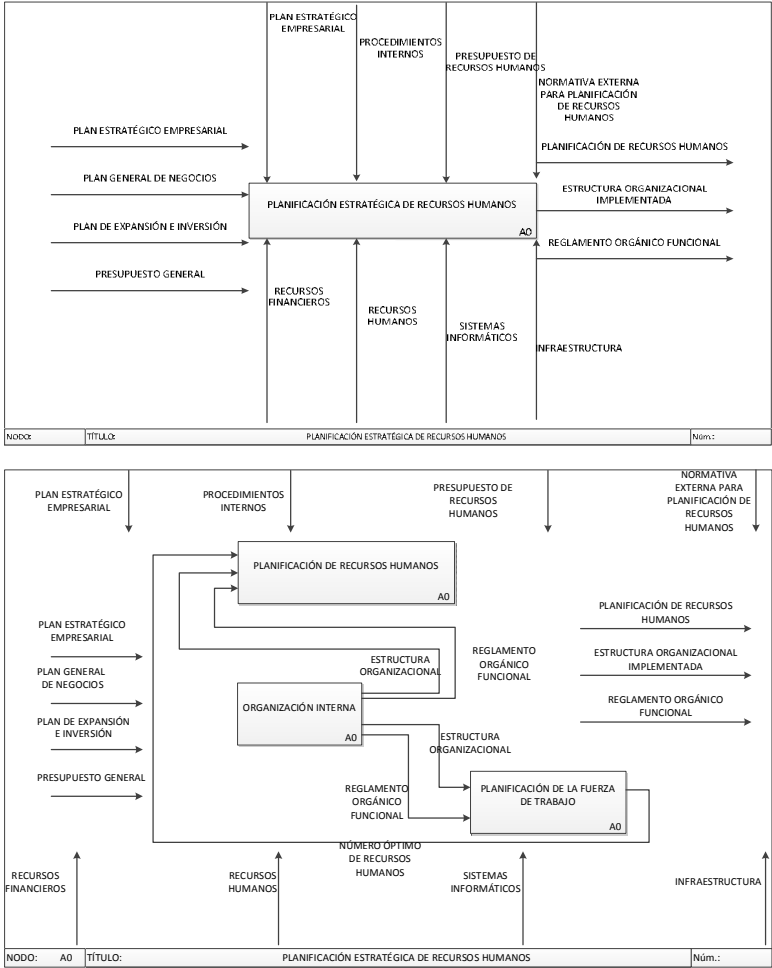 PLAN ESTRATÉGICO
EMPRESARIAL
PROCEDIMIENTOS
INTERNOS
PRESUPUESTO DE
RECURSOS HUMANOS
NORMATIVA EXTERNA
PARA PLANIFICACIÓN
DE RECURSOS
HUMANOS
PLAN ESTRATÉGICO EMPRESARIAL
PLAN GENERAL DE NEGOCIOS
PLAN DE EXPANSIÓN E INVERSIÓN
PRESUPUESTO GENERAL
PLANIFICACIÓN ESTRATÉGICA DE RECURSOS HUMANOS
A0
PLANIFICACIÓN DE RECURSOS HUMANOS
ESTRUCTURA ORGANIZACIONAL
IMPLEMENTADA
REGLAMENTO ORGÁNICO FUNCIONAL
RECURSOS
FINANCIEROS
RECURSOS
HUMANOS
SISTEMAS
INFORMÁTICOS
INFRAESTRUCTURA
NODO: TÍTULO: PLANIFICACIÓN ESTRATÉGICA DE RECURSOS HUMANOS Núm.:
PLAN ESTRATÉGICO
EMPRESARIAL
PROCEDIMIENTOS
INTERNOS
PRESUPUESTO DE
RECURSOS
HUMANOS
NORMATIVA
EXTERNA PARA
PLANIFICACIÓN DE
RECURSOS
HUMANOS
PLANIFICACIÓN DE RECURSOS HUMANOS
A0
PLAN ESTRATÉGICO
EMPRESARIAL
PLAN GENERAL
DE NEGOCIOS
PLAN DE EXPANSIÓN
E INVERSIÓN
PRESUPUESTO GENERAL
ESTRUCTURA
ORGANIZACIONAL
REGLAMENTO
ORGÁNICO
FUNCIONAL
PLANIFICACIÓN DE RECURSOS
HUMANOS
ESTRUCTURA ORGANIZACIONAL
IMPLEMENTADA
REGLAMENTO ORGÁNICO
FUNCIONAL
ORGANIZACIÓN INTERNA
A0
ESTRUCTURA
ORGANIZACIONAL
REGLAMENTO
ORGÁNICO
FUNCIONAL
PLANIFICACIÓN DE LA FUERZA
DE TRABAJO
A0
NÚMERO ÓPTIMO
DE RECURSOS
HUMANOS
RECURSOS
FINANCIEROS
RECURSOS
HUMANOS
SISTEMAS
INFORMÁTICOS
INFRAESTRUCTURA
NODO: A0 TÍTULO: PLANIFICACIÓN ESTRATÉGICA DE RECURSOS HUMANOS Núm.: